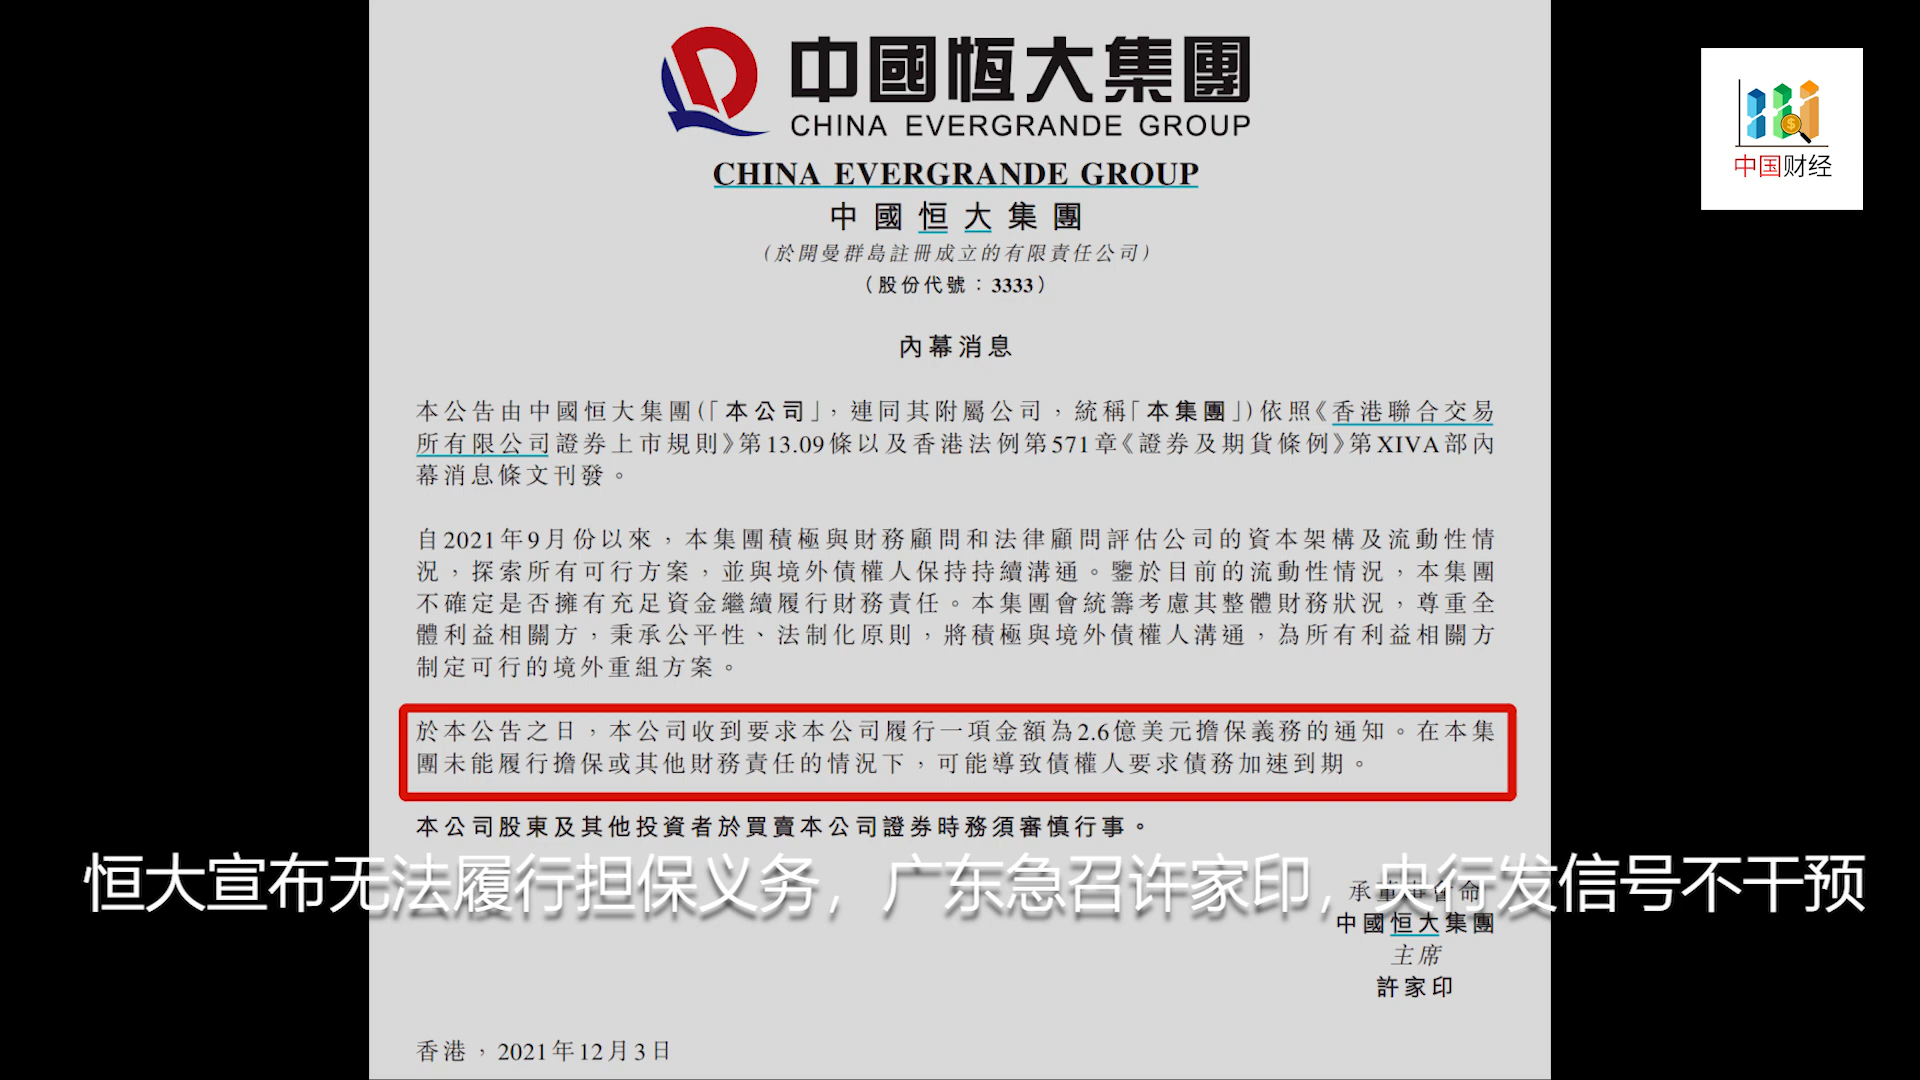 中國恆大集團
CHINA EVERGRANDE GROUP
中国财经
CHINA EVERGRANDE GROUP
中國恒大集團
(於開曼群島註冊成立的有限責任公司)
（股份代號：3333）
內幕消息
本公告由中國恒大集團(「本公司」，連同其附屬公司，統稱「本集團」)依照《香港聯合交易
所有限公司證券上市規則》第13.09條以及香港法例第571章《證券及期貨條例》第XIVA部內
幕消息條文刊發。
自2021年9月份以來，本集團積極與財務顧問和法律顧問評估公司的資本架構及流動性情
況，探索所有可行方案，並與境外債權人保持持續溝通。鑒於目前的流動性情況，本集團
不確定是否擁有充足資金繼續履行財務責任。本集團會統籌考慮其整體財務狀況，尊重全
體利益相關方，秉承公平性、法制化原則，將積極與境外債權人溝通，為所有利益相關方
制定可行的境外重組方案。
於本公告之日，本公司收到要求本公司履行一項金額為2.6億美元擔保義務的通知。在本集
團未能履行擔保或其他財務責任的情況下，可能導致債權人要求債務加速到期。
本公司股東及其他投資者於買賣本公司證券時務須審慎行事。
恒大宣布无法履行担保义务，广东急召许家印，央行发信号不干预
承董會命
中國恒大集團
主席
許家印
香港，2021年12月3日